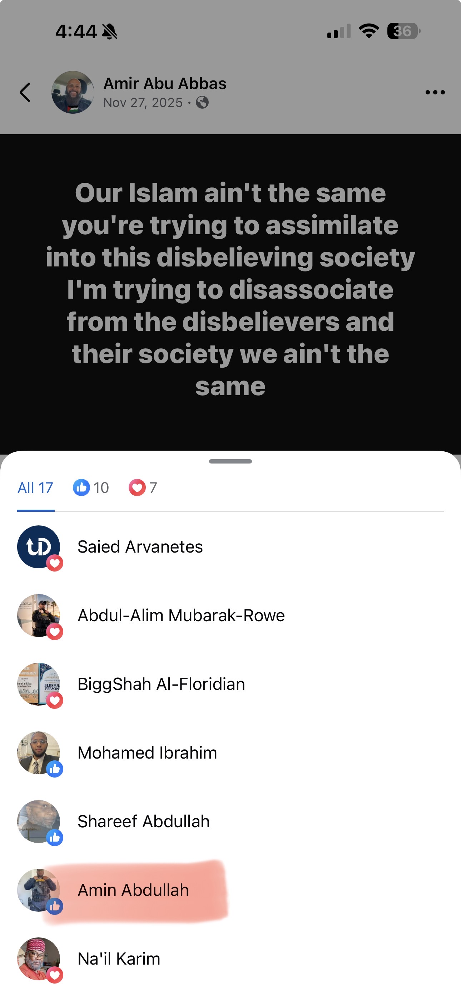 4:44
36
Amir Abu Abbas
Nov 27, 2025 ·
Our Islam ain't the same
you're trying to assimilate
into this disbelieving society
I'm trying to disassociate
from the disbelievers and
their society we ain't the
same
All 17
10
7
Saied Arvanetes
Abdul-Alim Mubarak-Rowe
BiggShah Al-Floridian
BLISSFUL
PERSON
Mohamed Ibrahim
Shareef Abdullah
Amin Abdullah
Na'il Karim